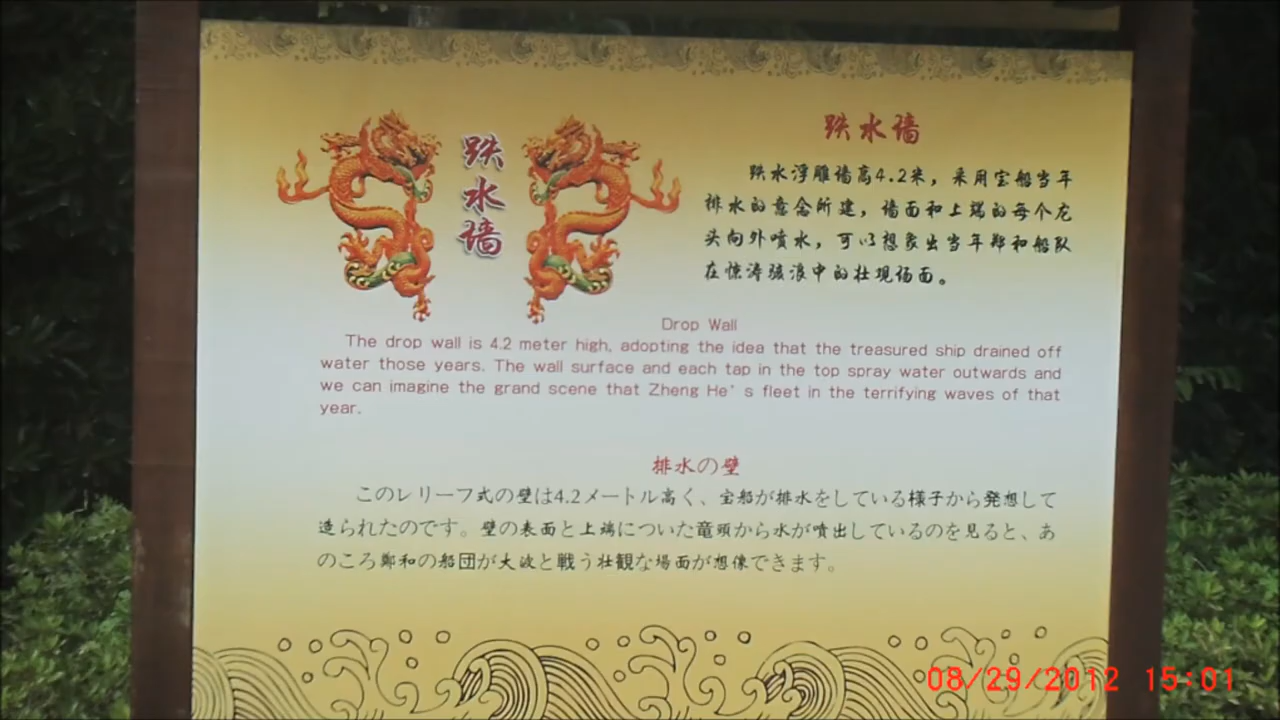 跌水墙
跌水墙
跌水浮雕墙高4.2米，采用宝船当年
排水的意念所建，墙面和上端的每个龙
头向外喷水，可以想象出当年郑和船队
在惊涛骇浪中的壮观场面。
Drop Wall
The drop wall is 4.2 meter high, adopting the idea that the treasured ship drained off
water those years. The wall surface and each tap in the top spray water outwards and
we can imagine the grand scene that Zheng He’s fleet in the terrifying waves of that
year.
排水の壁
このレリーフ式の壁は4.2メートル高く、宝船が排水をしている様子から発想して
造られたのです。壁の表面と上端についた竜頭から水が噴出しているのを見ると、あ
のころ鄭和の船団が大波と戦う壮観な場面が想像できます。
08/29/2012 15:01